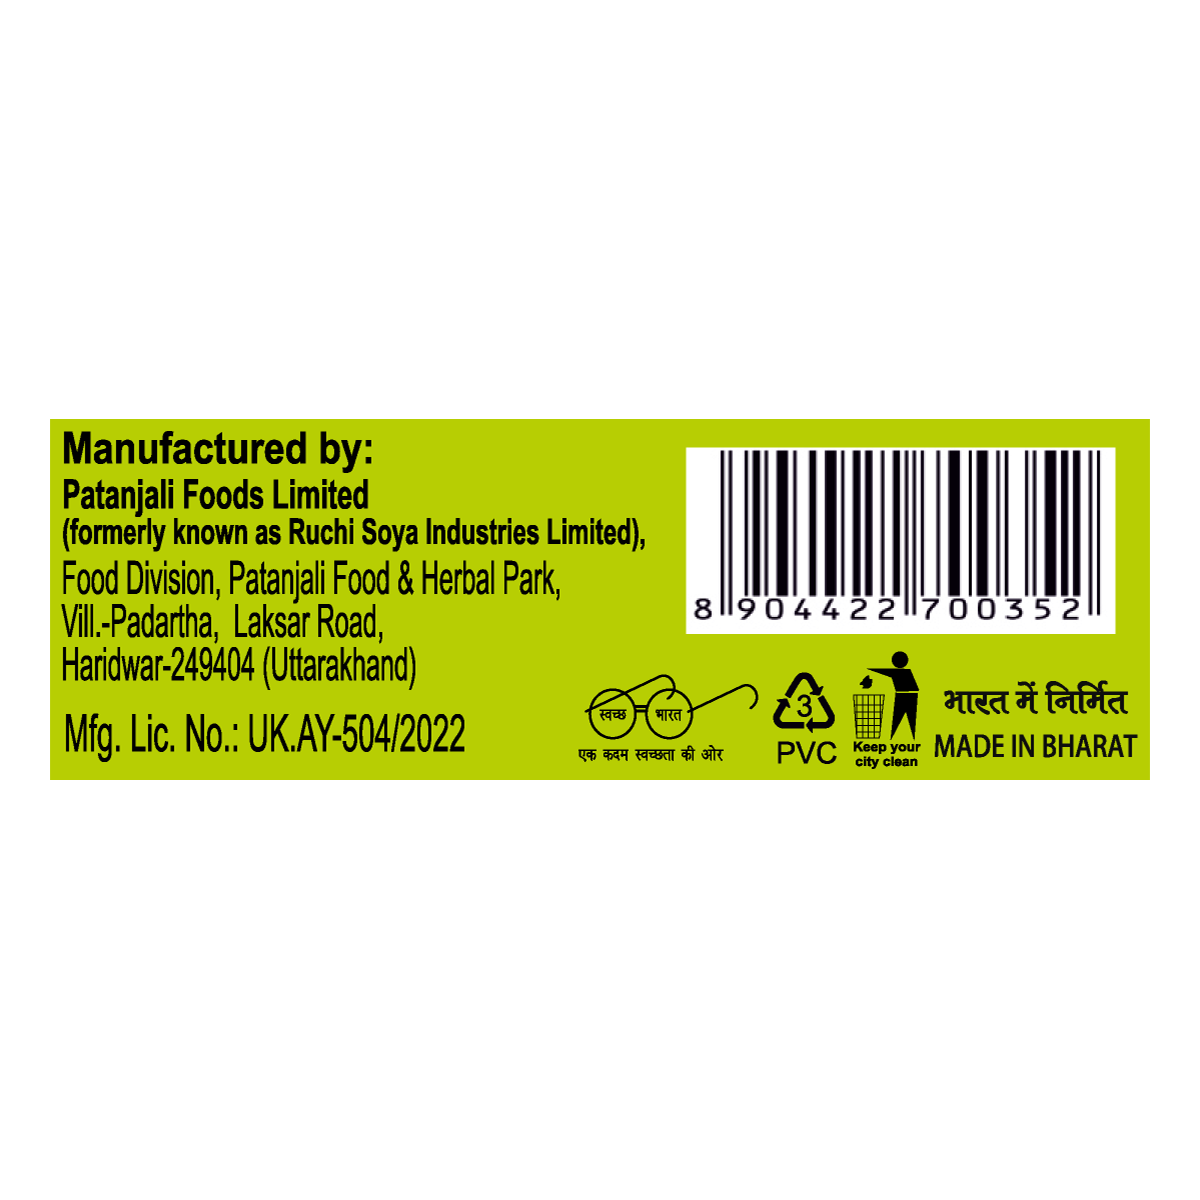 Manufactured by:
Patanjali Foods Limited
(formerly known as Ruchi Soya Industries Limited),
Food Division, Patanjali Food & Herbal Park,
Vill.-Padartha, Laksar Road,
Haridwar-249404 (Uttarakhand)
Mfg. Lic. No.: UK.AY-504/2022
8 904422 700352
स्वच्छ भारत
एक कदम स्वच्छता की ओर
3
PVC
Keep your
city clean
भारत में निर्मित
MADE IN BHARAT